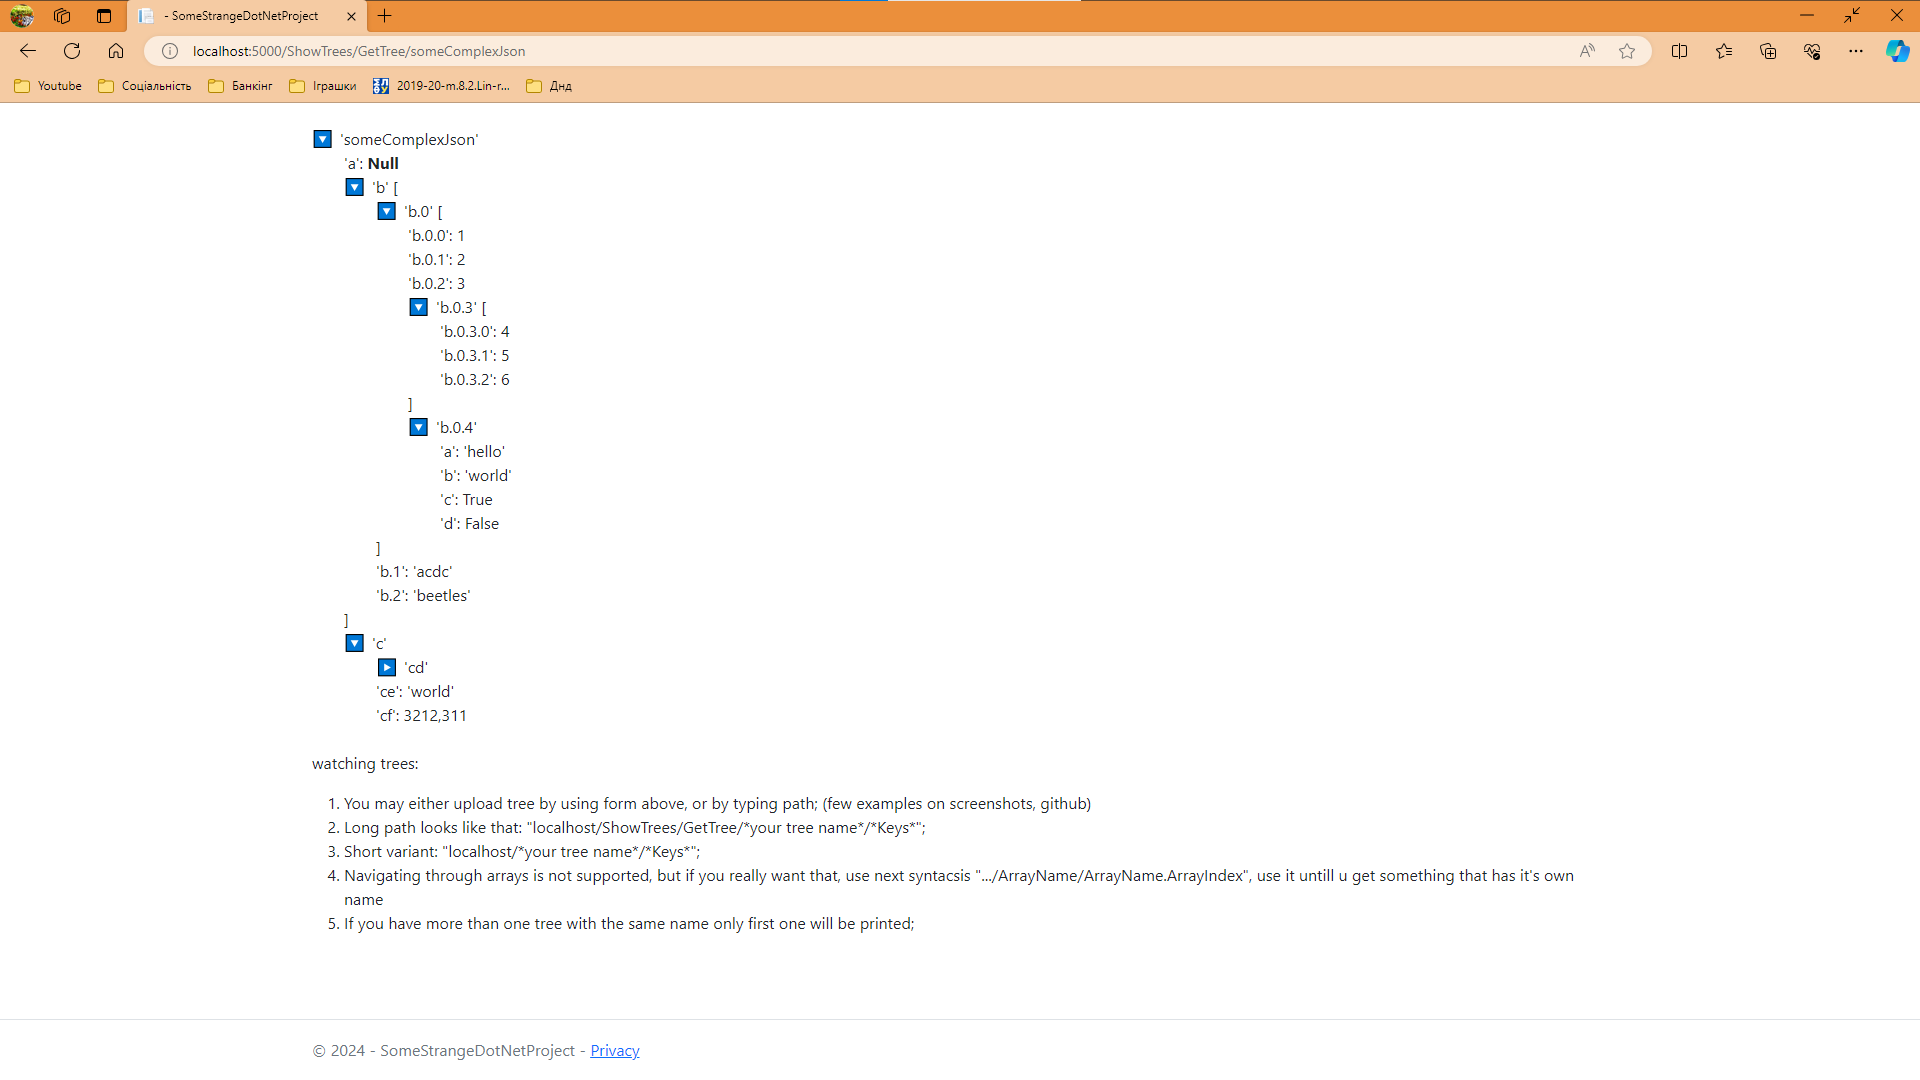 - SomeStrangeDotNetProject
localhost:5000/ShowTrees/GetTree/someComplexJson
Youtube
Соціальність
Банкінг
Іграшки
2019-20-m.8.2.Lin-r...
Днд
'someComplexJson'
'a': Null
'b' [
'b.0' [
'b.0.0': 1
'b.0.1': 2
'b.0.2': 3
'b.0.3' [
'b.0.3.0': 4
'b.0.3.1': 5
'b.0.3.2': 6
]
'b.0.4'
'a': 'hello'
'b': 'world'
'c': True
'd': False
]
'b.1': 'acdc'
'b.2': 'beetles'
]
'c'
'cd'
'ce': 'world'
'cf': 3212,311
watching trees:
1. You may either upload tree by using form above, or by typing path; (few examples on screenshots, github)
2. Long path looks like that: "localhost/ShowTrees/GetTree/*your tree name*/*Keys*";
3. Short variant: "localhost/*your tree name*/*Keys*";
4. Navigating through arrays is not supported, but if you really want that, use next syntacsis ".../ArrayName/ArrayName.ArrayIndex", use it untill u get something that has it's own
name
5. If you have more than one tree with the same name only first one will be printed;
© 2024 - SomeStrangeDotNetProject - Privacy